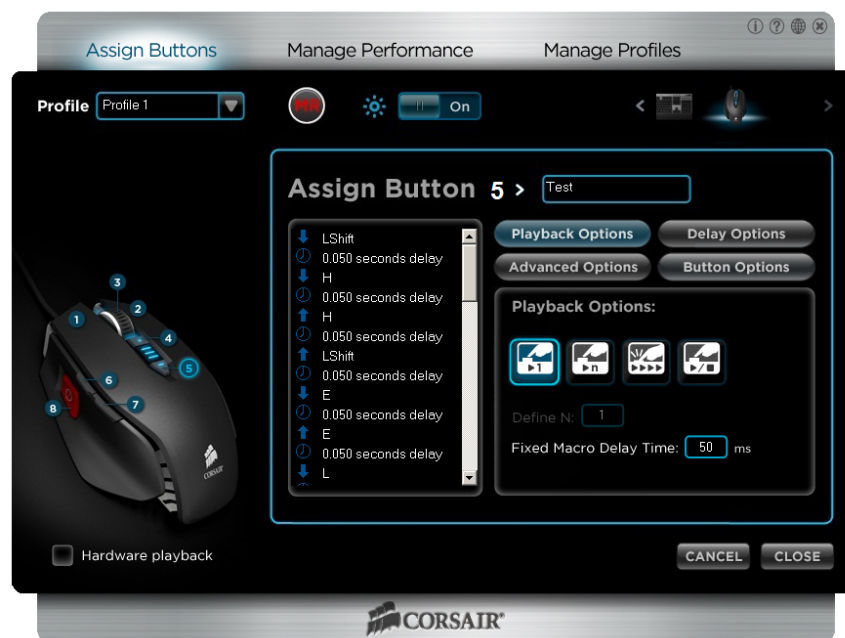 Assign Buttons Manage Performance Manage Profiles
Profile Profile 1 MR On
Assign Button 5 > Test
LShift
0.050 seconds delay
H
0.050 seconds delay
H
0.050 seconds delay
LShift
0.050 seconds delay
E
0.050 seconds delay
E
0.050 seconds delay
L
Playback Options Delay Options
Advanced Options Button Options
Playback Options:
1 n
Define N: 1
Fixed Macro Delay Time: 50 ms
3
2
1
4
5
6
7
8
CORSAIR
Hardware playback
CANCEL CLOSE
CORSAIR